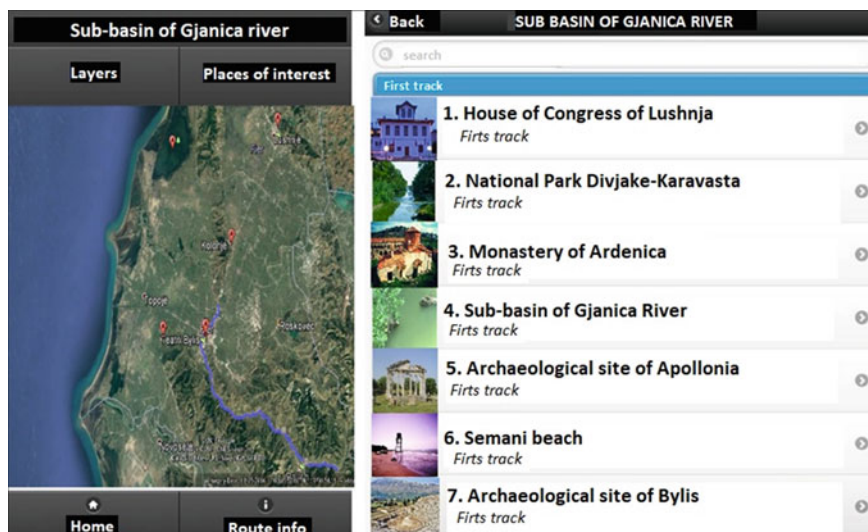 Sub-basin of Gjanica river
Layers
Places of interest
Lushnje
Kolonje
Topoje
Roskovec
Home
Route info
Back
SUB BASIN OF GJANICA RIVER
search
First track
1. House of Congress of Lushnja
Firts track
2. National Park Divjake-Karavasta
Firts track
3. Monastery of Ardenica
Firts track
4. Sub-basin of Gjanica River
Firts track
5. Archaeological site of Apollonia
Firts track
6. Semani beach
Firts track
7. Archaeological site of Bylis
Firts track